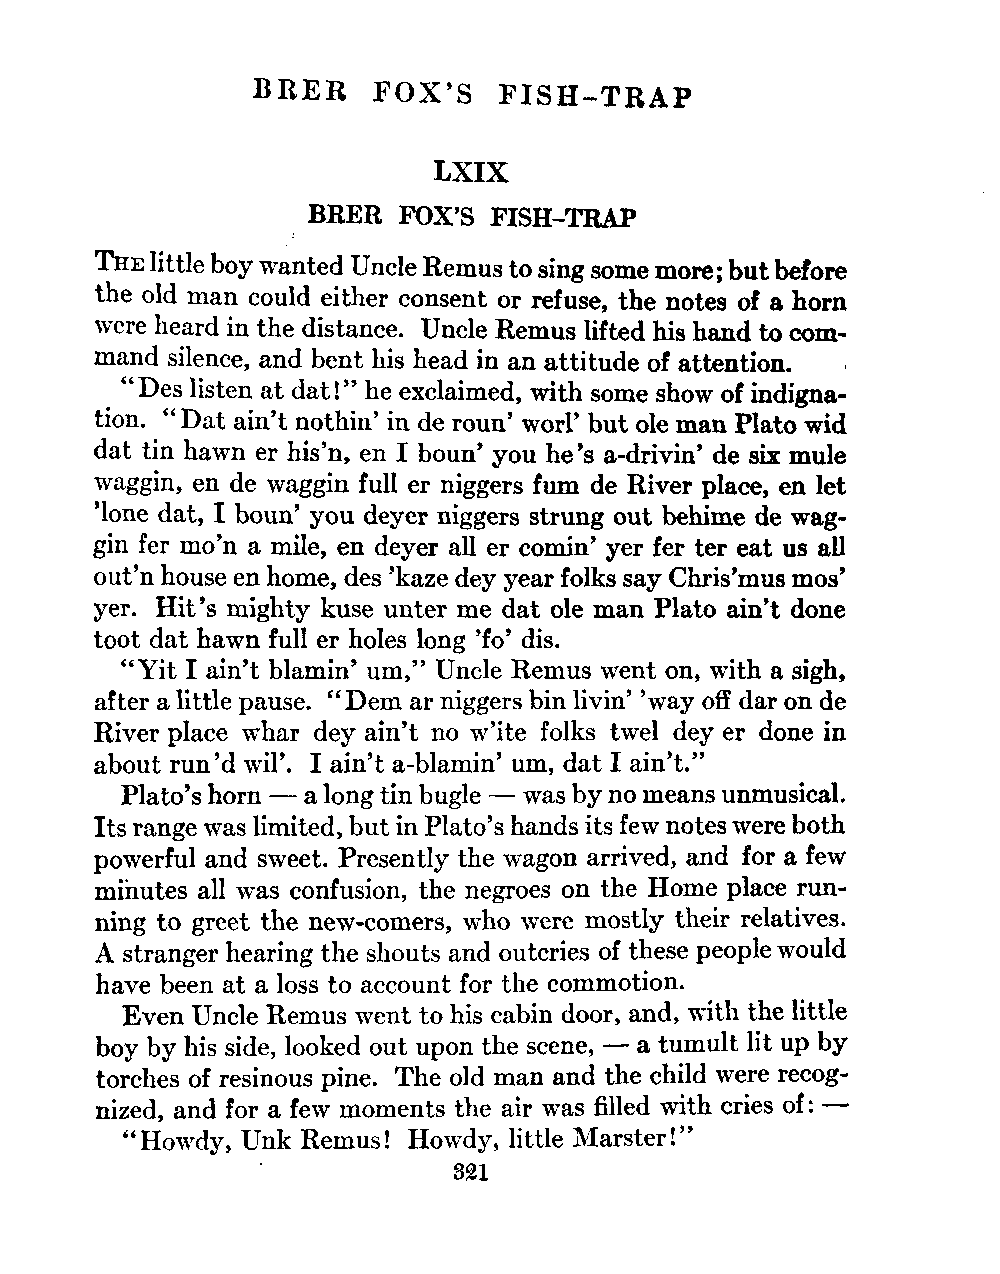 BRER FOX'S FISH-TRAP
LXIX
BRER FOX'S FISH-TRAP
THE little boy wanted Uncle Remus to sing some more; but before
the old man could either consent or refuse, the notes of a horn
were heard in the distance. Uncle Remus lifted his hand to com-
mand silence, and bent his head in an attitude of attention.
"Des listen at dat!" he exclaimed, with some show of indigna-
tion. "Dat ain't nothin' in de roun' worl' but ole man Plato wid
dat tin hawn er his'n, en I boun' you he's a-drivin' de six mule
waggin, en de waggin full er niggers fum de River place, en let
'lone dat, I boun' you deyer niggers strung out behime de wag-
gin fer mo'n a mile, en deyer all er comin' yer fer ter eat us all
out'n house en home, des 'kaze dey year folks say Chris'mus mos'
yer. Hit's mighty kuse unter me dat ole man Plato ain't done
toot dat hawn full er holes long 'fo' dis.
"Yit I ain't blamin' um," Uncle Remus went on, with a sigh,
after a little pause. "Dem ar niggers bin livin' 'way off dar on de
River place whar dey ain't no w'ite folks twel dey er done in
about run'd wil'. I ain't a-blamin' um, dat I ain't."
Plato's horn — a long tin bugle — was by no means unmusical.
Its range was limited, but in Plato's hands its few notes were both
powerful and sweet. Presently the wagon arrived, and for a few
minutes all was confusion, the negroes on the Home place run-
ning to greet the new-comers, who were mostly their relatives.
A stranger hearing the shouts and outcries of these people would
have been at a loss to account for the commotion.
Even Uncle Remus went to his cabin door, and, with the little
boy by his side, looked out upon the scene, — a tumult lit up by
torches of resinous pine. The old man and the child were recog-
nized, and for a few moments the air was filled with cries of: —
"Howdy, Unk Remus! Howdy, little Marster!"
321